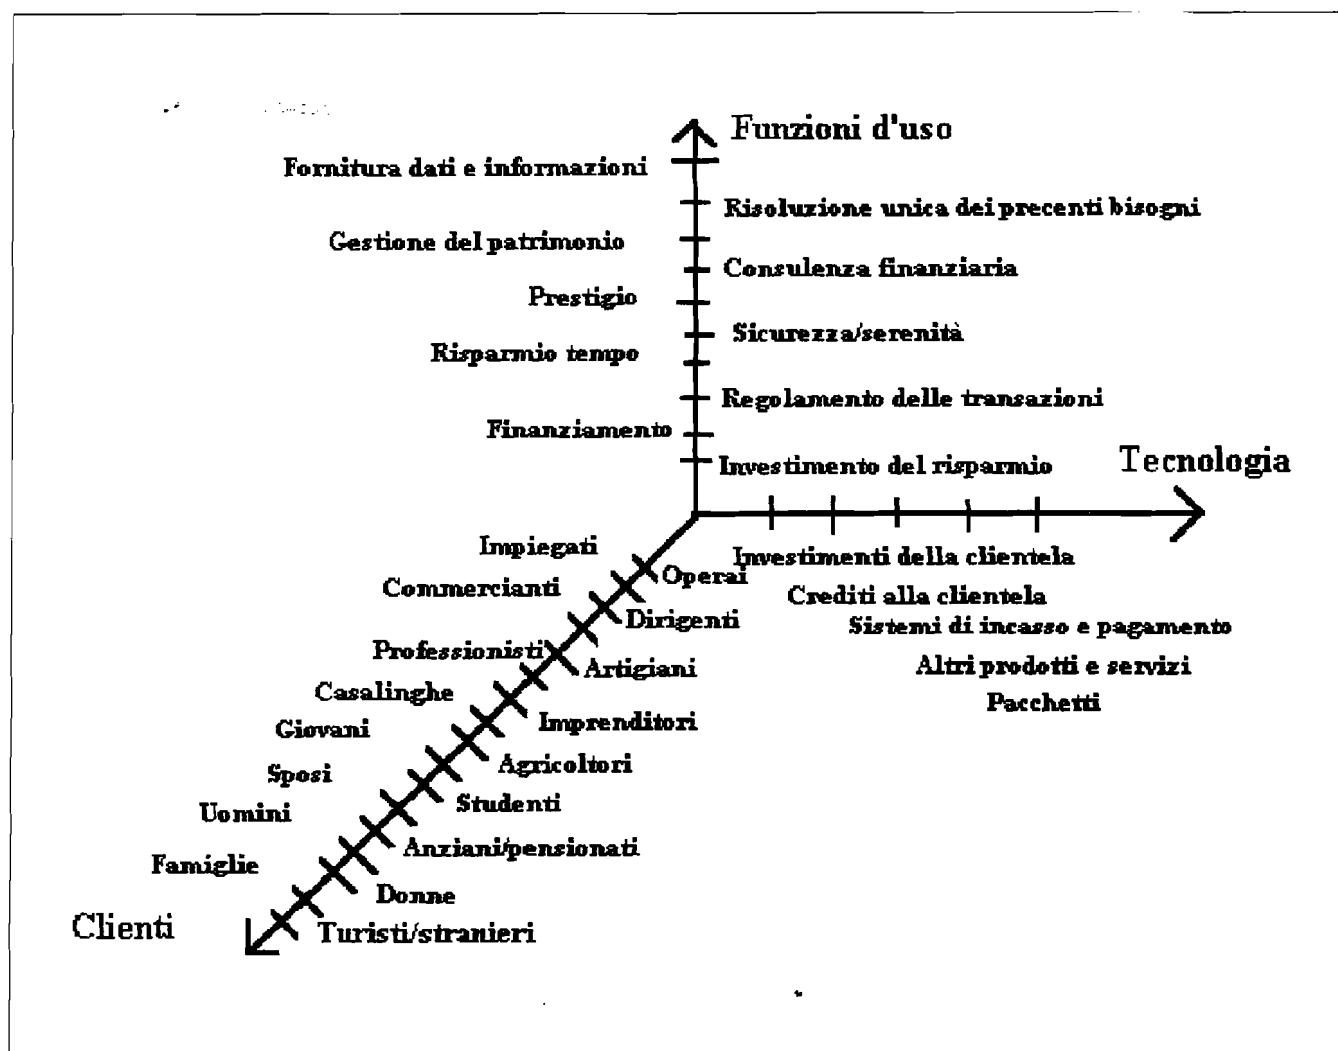 Funzioni d'uso
Fornitura dati e informazioni
Risoluzione unica dei precenti bisogni
Gestione del patrimonio
Consulenza finanziaria
Prestigio
Sicurezza/serenità
Risparmio tempo
Regolamento delle transazioni
Finanziamento
Investimento del risparmio
Tecnologia
Impiegati
Investimenti della clientela
Operai
Commercianti
Crediti alla clientela
Dirigenti
Sistemi di incasso e pagamento
Professionisti
Artigiani
Altri prodotti e servizi
Casalinghe
Pacchetti
Giovani
Imprenditori
Sposi
Agricoltori
Uomini
Studenti
Famiglie
Anziani/pensionati
Donne
Clienti
Turisti/stranieri